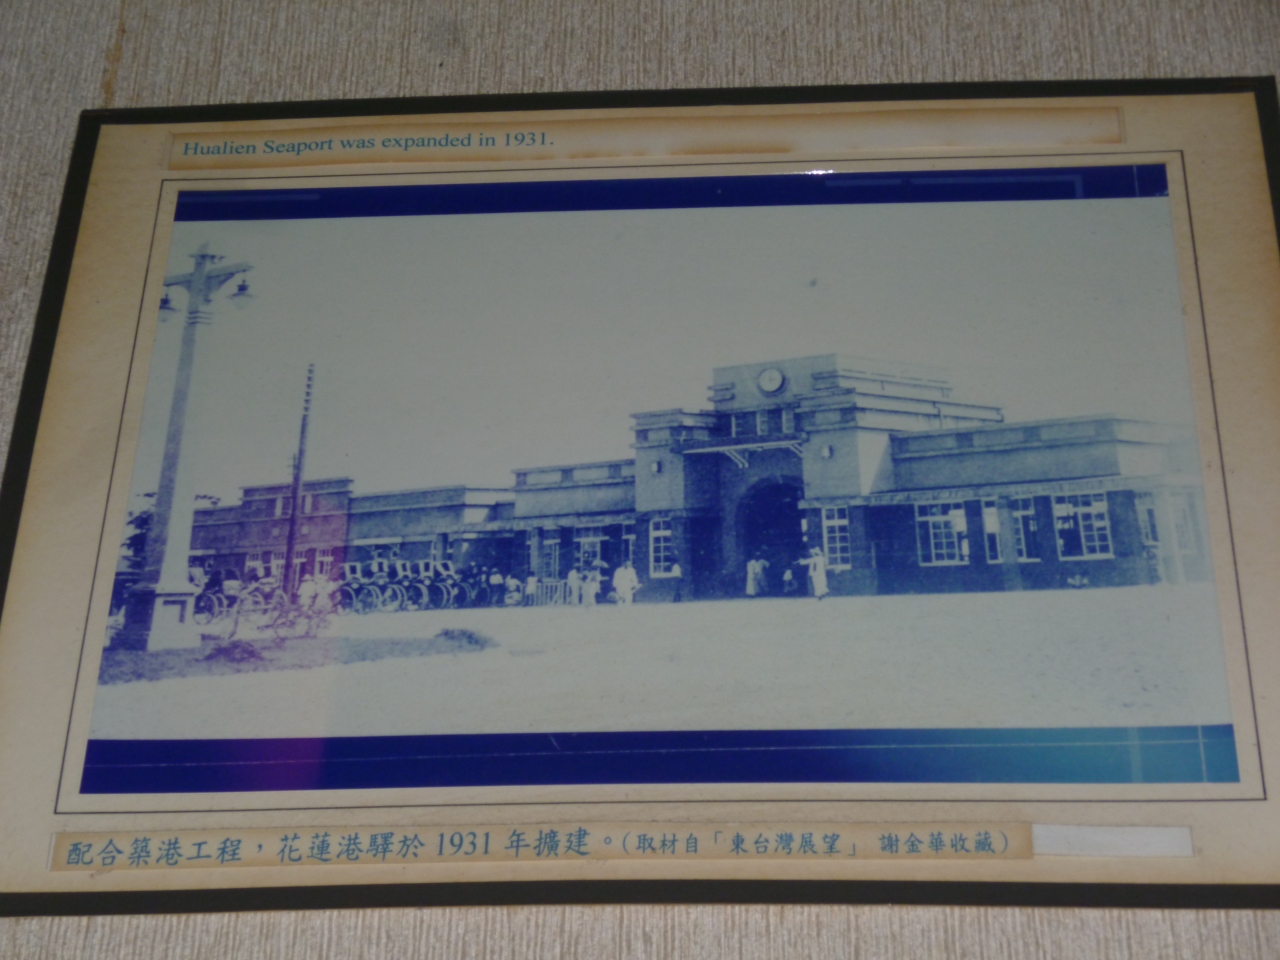 Hualien Seaport was expanded in 1931.
配合築港工程，花蓮港驛於 1931 年擴建。（取材自「東台灣展望」 謝金華收藏）